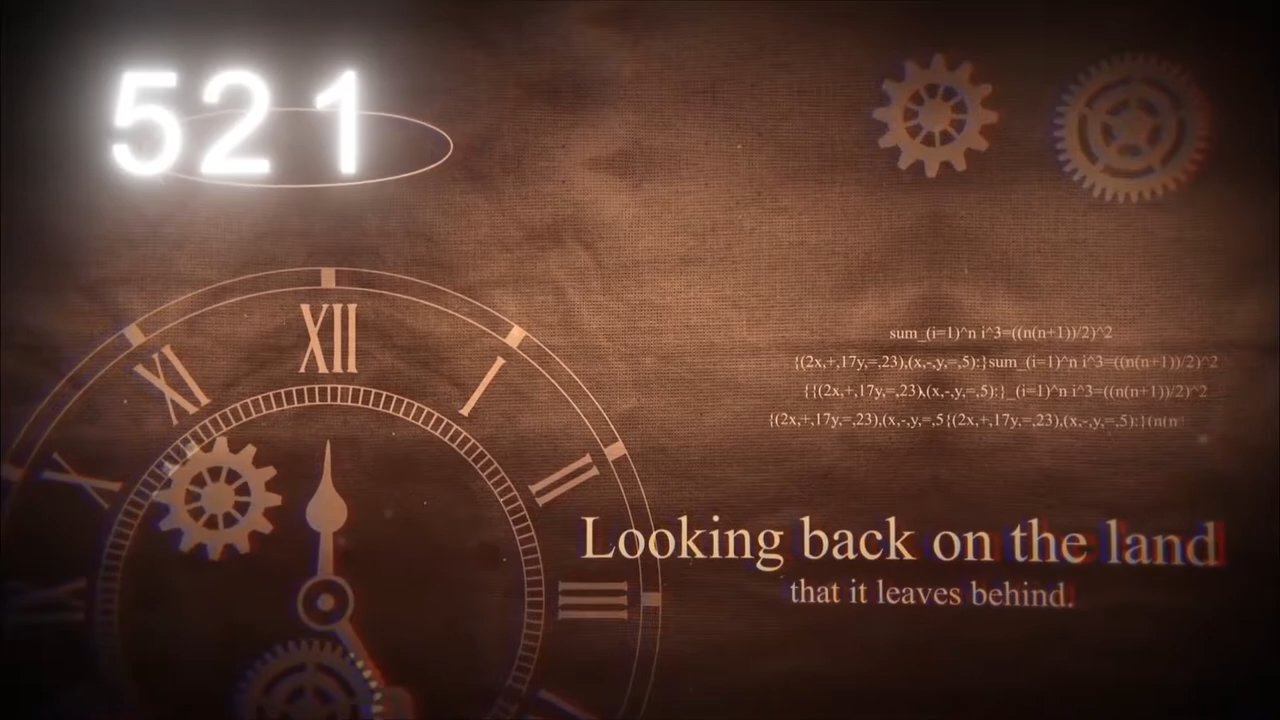 521
XII
XI
I
X
II
IX
III
sum_(i=1)^n i^3=((n(n+1))/2)^2
{(2x,+,17y,=,23),(x,-,y,=,5):}sum_(i=1)^n i^3=((n(n+1))/2)^2
{{(2x,+,17y,=,23),(x,-,y,=,5):}_(i=1)^n i^3=((n(n+1))/2)^2
{(2x,+,17y,=,23),(x,-,y,=,5{(2x,+,17y,=,23),(x,-,y,=,5):}(n(n+
Looking back on the land
that it leaves behind.